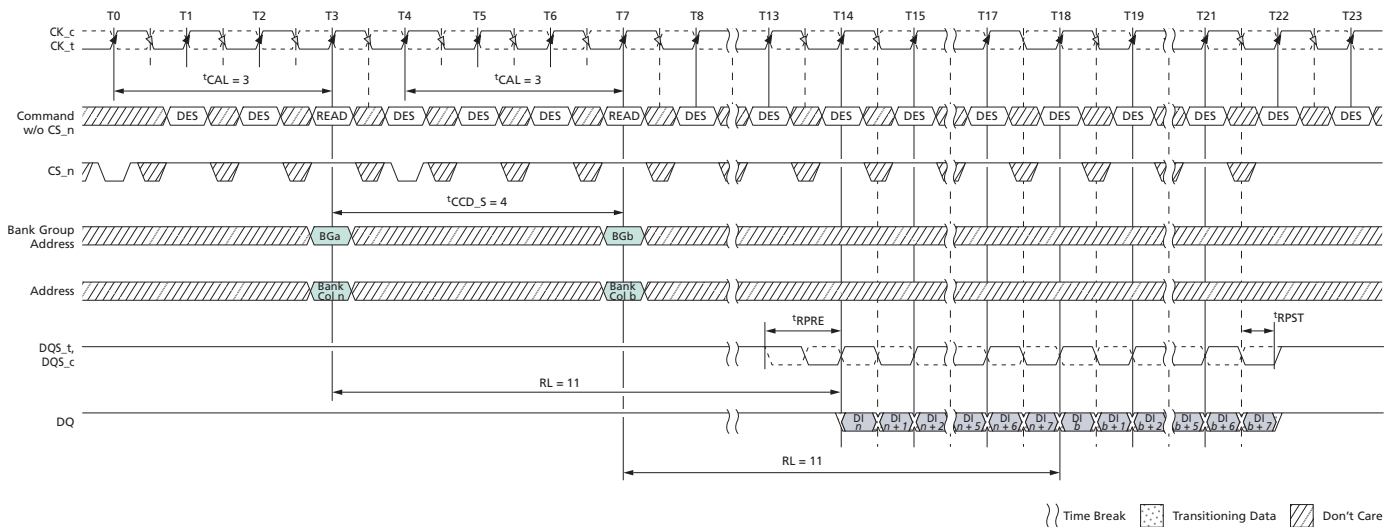 T0 T1 T2 T3 T4 T5 T6 T7 T8 T13 T14 T15 T17 T18 T19 T21 T22 T23
CK_c
CK_t
tCAL = 3 tCAL = 3
Command
w/o CS_n
DES DES READ DES DES DES READ DES DES DES DES DES DES DES DES DES DES
CS_n
tCCD_S = 4
Bank Group
Address
BGa BGb
Address
Bank
Col n
Bank
Col b
tRPRE tRPST
DQS_t,
DQS_c
RL = 11
DQ
DI
n
DI
n + 1
DI
n + 2
DI
n + 5
DI
n + 6
DI
n + 7
DI
b
DI
b + 1
DI
b + 2
DI
b + 5
DI
b + 6
DI
b + 7
RL = 11
Time Break Transitioning Data Don't Care